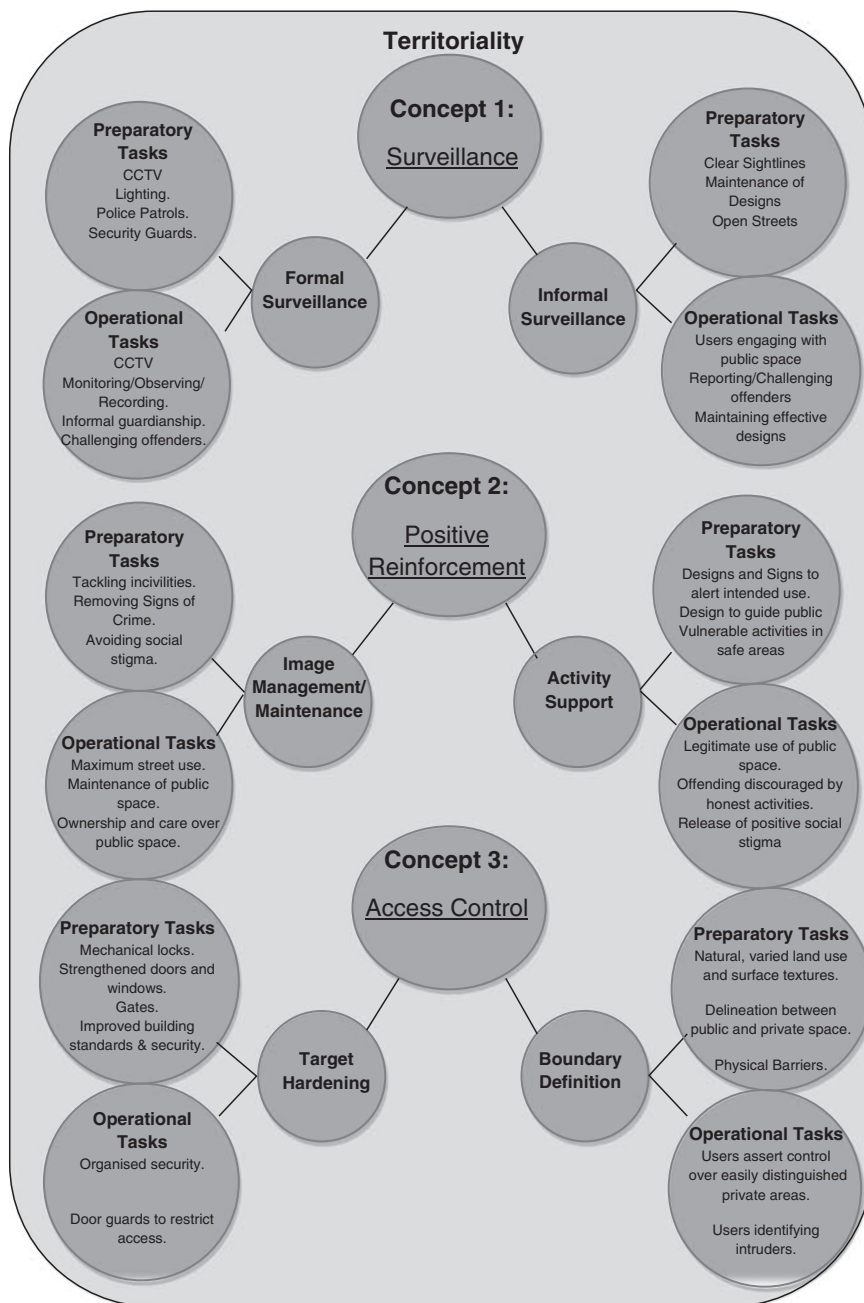 Territoriality
Concept 1:
Surveillance
Preparatory
Tasks
CCTV
Lighting.
Police Patrols.
Security Guards.
Formal
Surveillance
Operational
Tasks
CCTV
Monitoring/Observing/
Recording.
Informal guardianship.
Challenging offenders.
Preparatory
Tasks
Clear Sightlines
Maintenance of
Designs
Open Streets
Informal
Surveillance
Operational Tasks
Users engaging with
public space
Reporting/Challenging
offenders
Maintaining effective
designs
Concept 2:
Positive
Reinforcement
Preparatory
Tasks
Tackling incivilities.
Removing Signs of
Crime.
Avoiding social
stigma.
Image
Management/
Maintenance
Operational Tasks
Maximum street use.
Maintenance of public
space.
Ownership and care over
public space.
Preparatory
Tasks
Designs and Signs to
alert intended use.
Design to guide public
Vulnerable activities in
safe areas
Activity
Support
Operational Tasks
Legitimate use of public
space.
Offending discouraged by
honest activities.
Release of positive social
stigma
Concept 3:
Access Control
Preparatory Tasks
Mechanical locks.
Strengthened doors and
windows.
Gates.
Improved building
standards & security.
Target
Hardening
Operational
Tasks
Organised security.
Door guards to restrict
access.
Preparatory Tasks
Natural, varied land use
and surface textures.
Delineation between
public and private space.
Physical Barriers.
Boundary
Definition
Operational Tasks
Users assert control
over easily distinguished
private areas.
Users identifying
intruders.